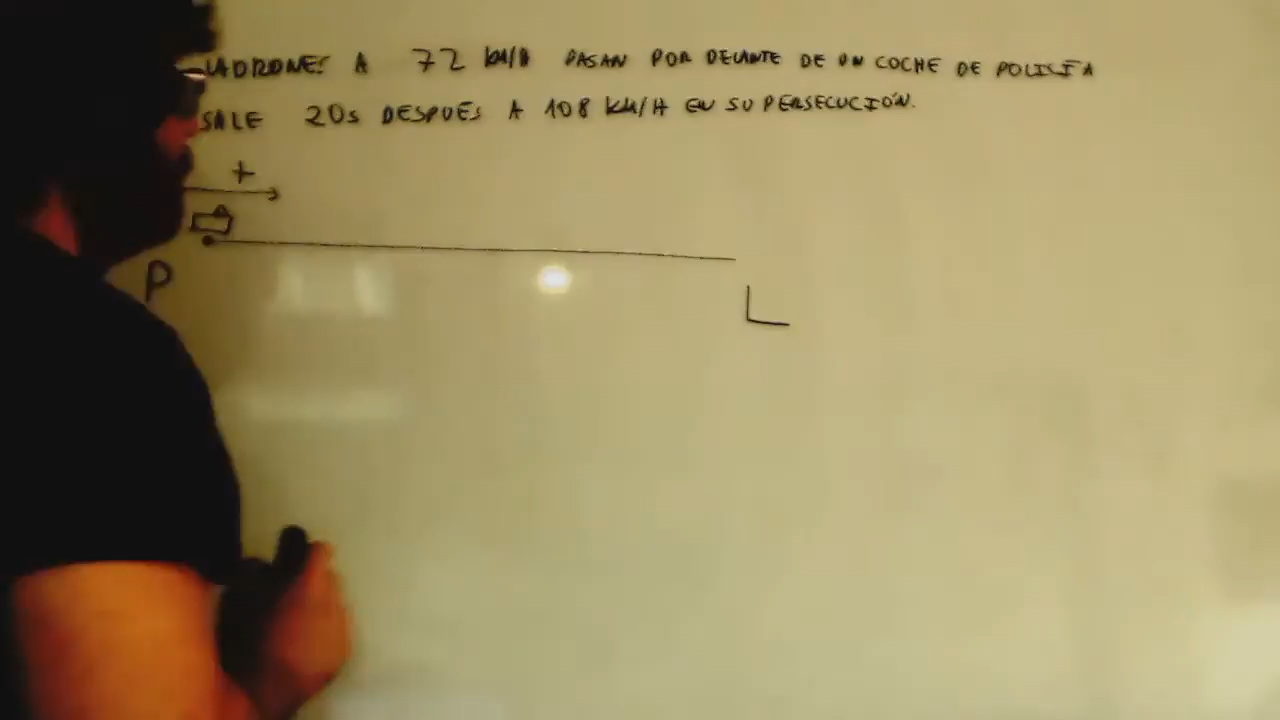 LADRONES A 72 KM/H PASAN POR DELANTE DE UN COCHE DE POLICÍA
SALE 20s DESPUÉS A 108 KM/H EN SU PERSECUCIÓN.
+
P
L